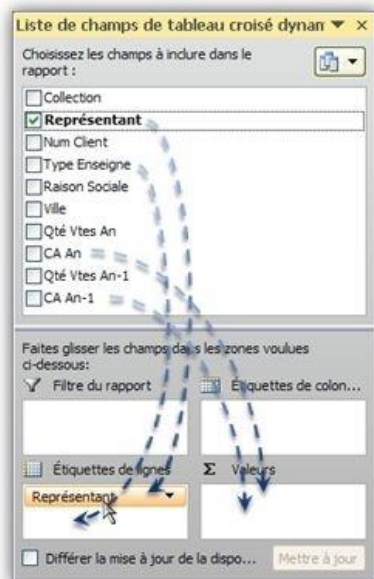 Liste de champs de tableau croisé dynan
Choisissez les champs à inclure dans le
rapport :
Collection
Représentant
Num Client
Type Enseigne
Raison Sociale
Ville
Qté Vtes An
CA An
Qté Vtes An-1
CA An-1
Faites glisser les champs dans les zones voulues
ci-dessous:
Filtre du rapport
Étiquettes de colon...
Étiquettes de lignes
Σ Valeurs
Représentant
Différer la mise à jour de la dispo...
Mettre à jour